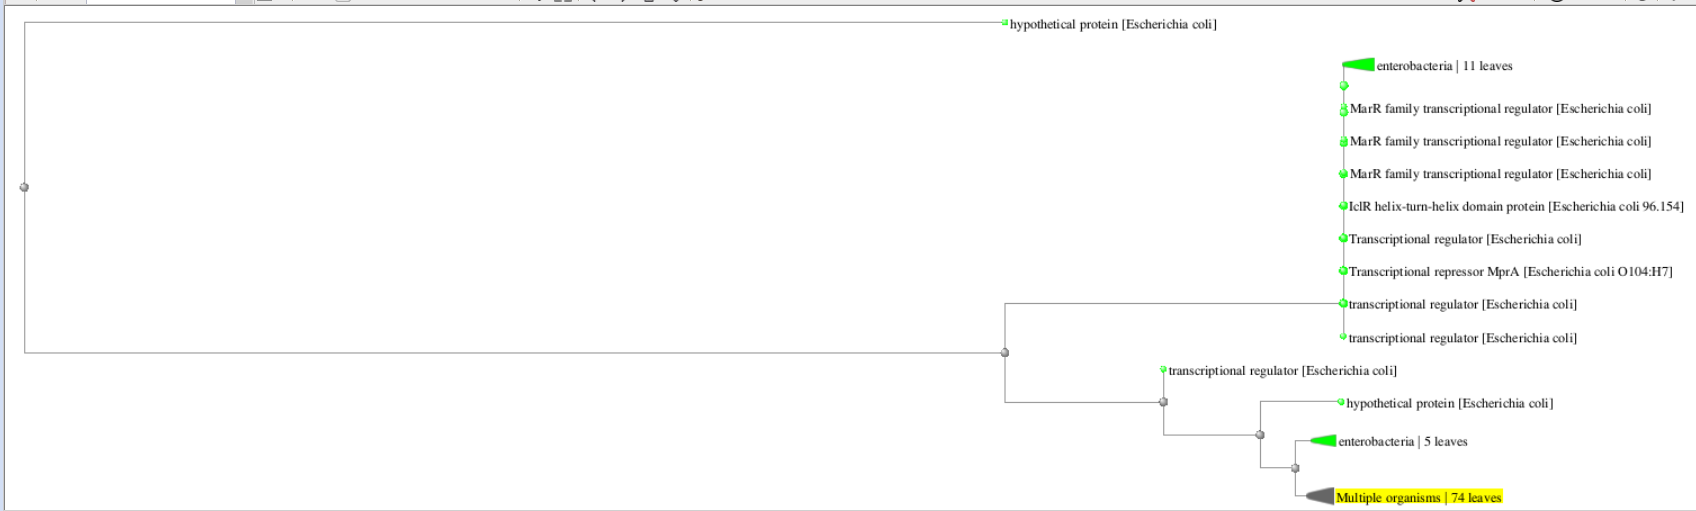 hypothetical protein [Escherichia coli]
enterobacteria | 11 leaves
MarR family transcriptional regulator [Escherichia coli]
MarR family transcriptional regulator [Escherichia coli]
MarR family transcriptional regulator [Escherichia coli]
IclR helix-turn-helix domain protein [Escherichia coli 96.154]
Transcriptional regulator [Escherichia coli]
Transcriptional repressor MprA [Escherichia coli O104:H7]
transcriptional regulator [Escherichia coli]
transcriptional regulator [Escherichia coli]
transcriptional regulator [Escherichia coli]
hypothetical protein [Escherichia coli]
enterobacteria | 5 leaves
Multiple organisms | 74 leaves